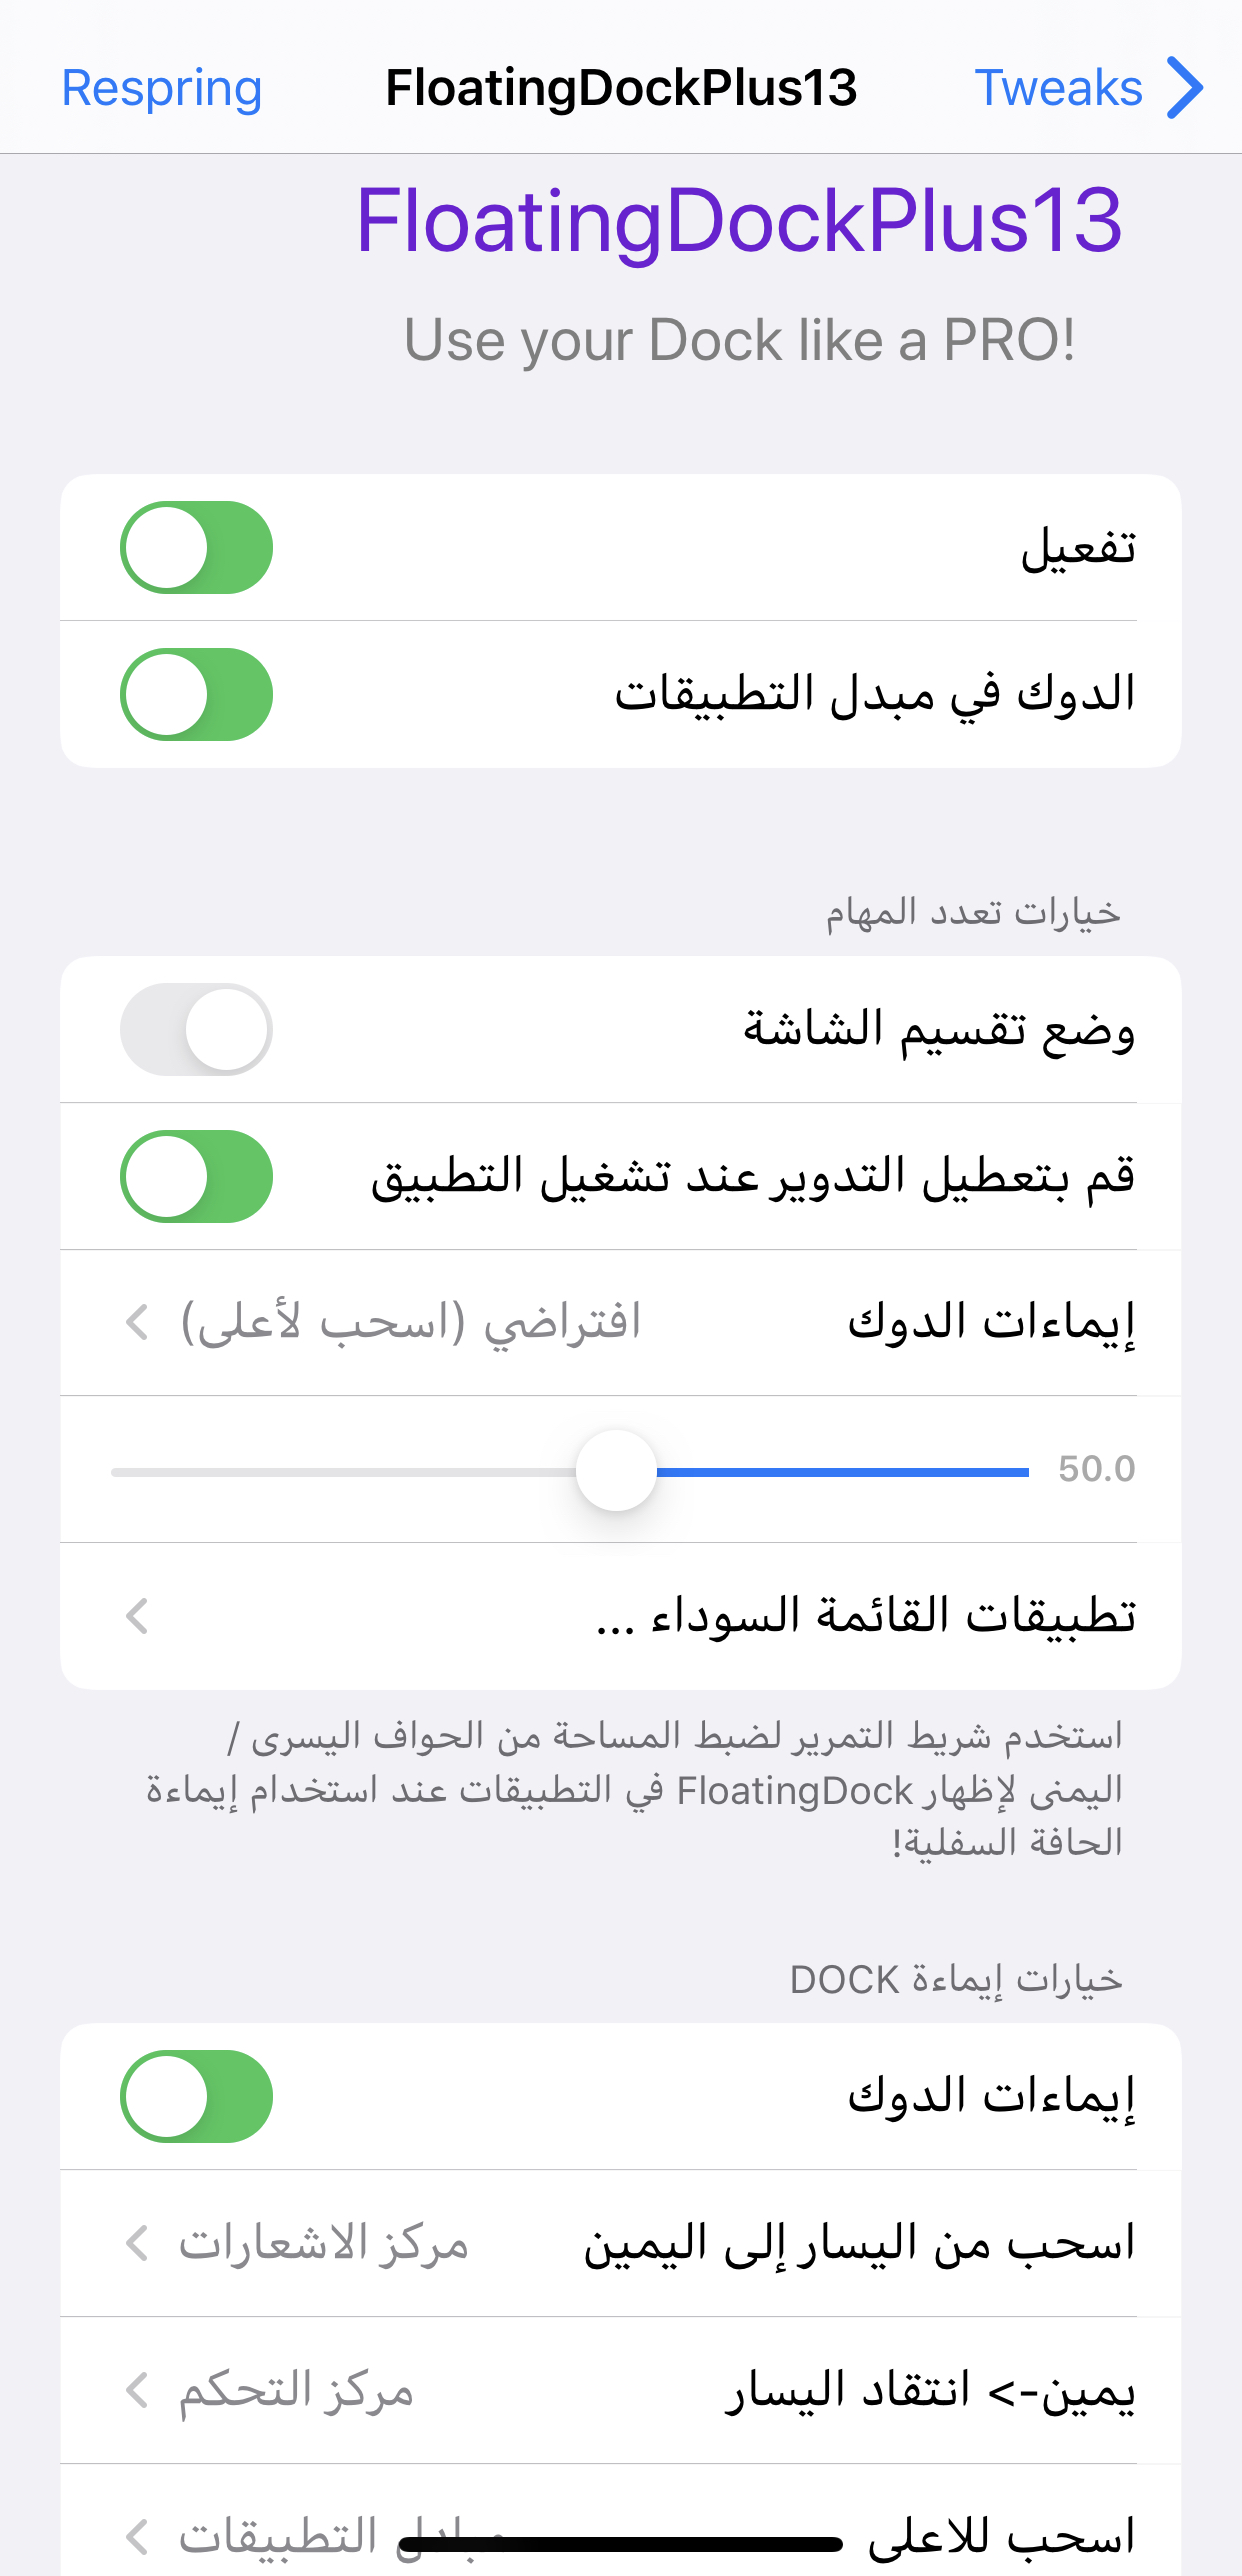 Tweaks
FloatingDockPlus13
Respring
FloatingDockPlus13
Use your Dock like a PRO!
تفعيل
الدوك في مبدل التطبيقات
خيارات تعدد المهام
وضع تقسيم الشاشة
قم بتعطيل التدوير عند تشغيل التطبيق
إيماءات الدوك
افتراضي (اسحب لأعلى)
50.0
تطبيقات القائمة السوداء ...
استخدم شريط التمرير لضبط المساحة من الحواف اليسرى /
اليمنى لإظهار FloatingDock في التطبيقات عند استخدام إيماءة
الحافة السفلية!
خيارات إيماءة DOCK
إيماءات الدوك
اسحب من اليسار إلى اليمين
مركز الاشعارات
يمين-> انتقاد اليسار
مركز التحكم
اسحب للاعلى
التطبيقات